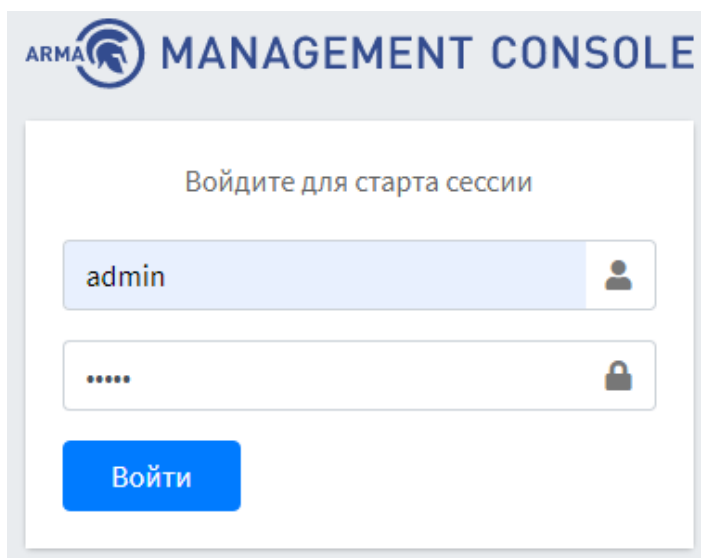 ARMA MANAGEMENT CONSOLE
Войдите для старта сессии
admin
•••••
Войти